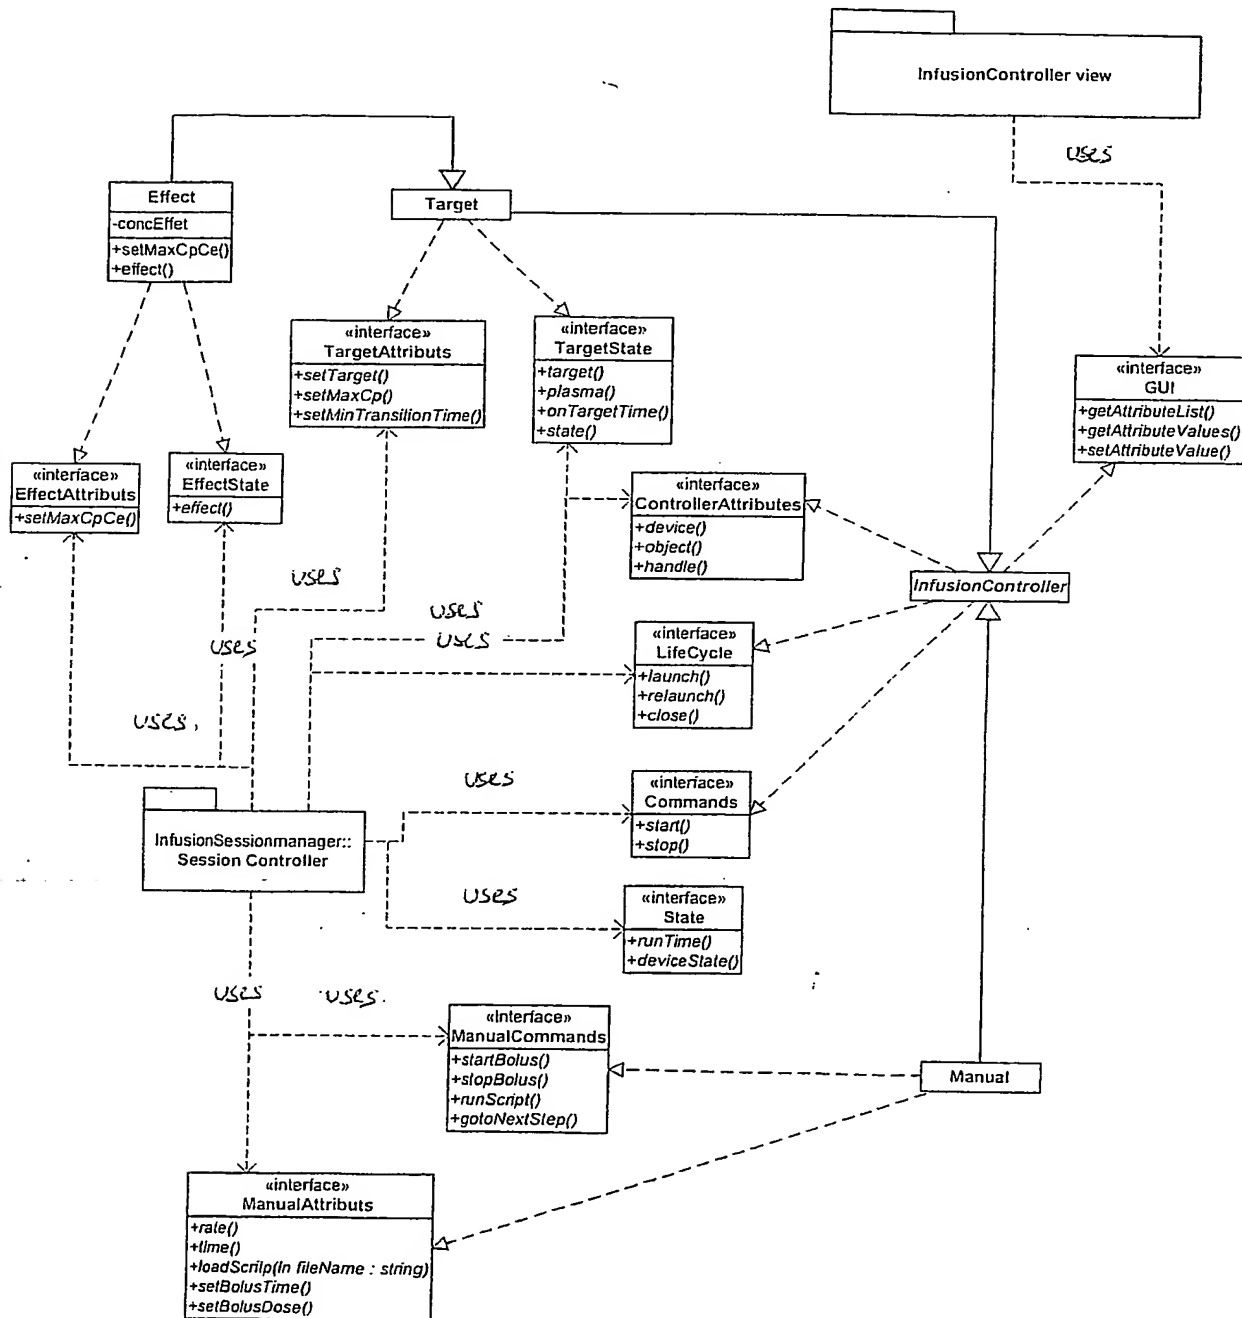 InfusionController view
uses
Effect
-concEffet
+setMaxCpCe()
+effect()
Target
«interface»
TargetAttributs
+setTarget()
+setMaxCp()
+setMinTransilionTime()
«interface»
TargetState
+target()
+plasma()
+onTargetTime()
+state()
«interface»
GUI
+getAttributeList()
+getAttributeValues()
+setAttributeValue()
«interface»
EffectAttributs
+setMaxCpCe()
«interface»
EffectState
+effect()
«interface»
ControllerAttributes
+device()
+object()
+handle()
InfusionController
uses
uses
uses
uses
uses.
«interface»
LifeCycle
+launch()
+relaunch()
+close()
InfusionSessionmanager::
Session Controller
uses
«interface»
Commands
+start()
+stop()
uses
«interface»
State
+runTime()
+deviceState()
uses
uses.
«Interface»
ManualCommands
+startBolus()
+stopBolus()
+runScript()
+gotoNextStep()
Manual
«interface»
ManualAttributs
+rate()
+time()
+loadScrilp(In fileName : string)
+setBolusTime()
+setBolusDose()